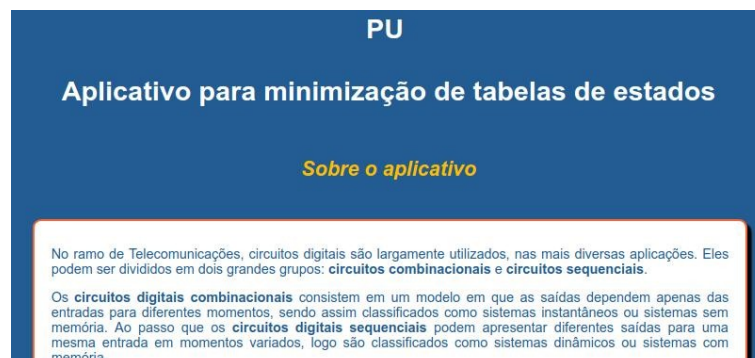 PU
Aplicativo para minimização de tabelas de estados
Sobre o aplicativo
No ramo de Telecomunicações, circuitos digitais são largamente utilizados, nas mais diversas aplicações. Eles
podem ser divididos em dois grandes grupos: circuitos combinacionais e circuitos sequenciais.
Os circuitos digitais combinacionais consistem em um modelo em que as saídas dependem apenas das
entradas para diferentes momentos, sendo assim classificados como sistemas instantâneos ou sistemas sem
memória. Ao passo que os circuitos digitais sequenciais podem apresentar diferentes saídas para uma
mesma entrada em momentos variados, logo são classificados como sistemas dinâmicos ou sistemas com
memória.